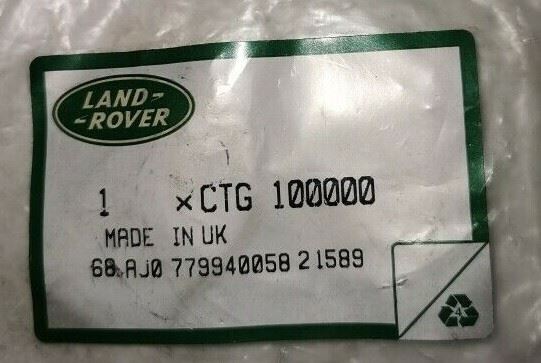 LAND-
-ROVER
1 ×CTG 100000
MADE IN UK
68 AJ0 779940058 21589
4